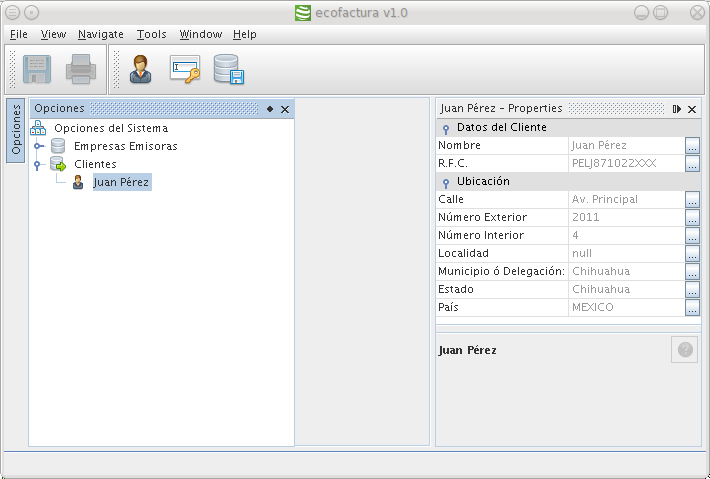 ecofactura v1.0
File View Navigate Tools Window Help
Opciones
Opciones
Opciones del Sistema
Empresas Emisoras
Clientes
Juan Pérez
Juan Pérez - Properties
Datos del Cliente
Nombre Juan Pérez ...
R.F.C. PELJ871022XXX ...
Ubicación
Calle Av. Principal ...
Número Exterior 2011 ...
Número Interior 4 ...
Localidad null ...
Municipio ó Delegación: Chihuahua ...
Estado Chihuahua ...
País MEXICO ...
Juan Pérez
?